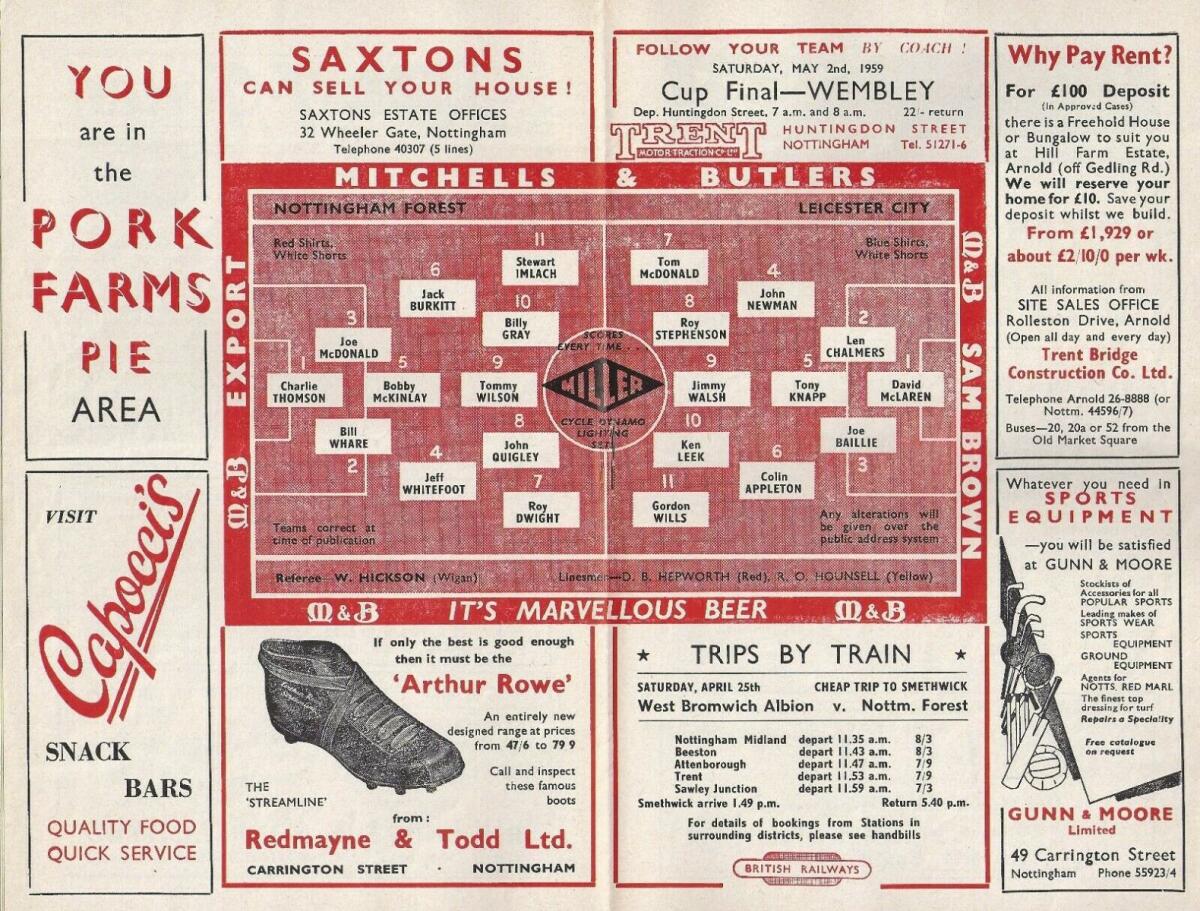 YOU
are in
the
PORK
FARMS
PIE
AREA
VISIT
Capocci's
SNACK
BARS
QUALITY FOOD
QUICK SERVICE
SAXTONS
CAN SELL YOUR HOUSE!
SAXTONS ESTATE OFFICES
32 Wheeler Gate, Nottingham
Telephone 40307 (5 lines)
FOLLOW YOUR TEAM BY COACH!
SATURDAY, MAY 2nd, 1959
Cup Final—WEMBLEY
Dep. Huntingdon Street, 7 a.m. and 8 a.m. 22/- return
TRENT
MOTOR TRACTION Co Ltd
HUNTINGDON STREET
NOTTINGHAM Tel. 51271-6
MITCHELLS & BUTLERS
M&B EXPORT
NOTTINGHAM FOREST LEICESTER CITY
Red Shirts,
White Shorts
Blue Shirts,
White Shorts
11
Stewart
IMLACH
6
Jack
BURKITT
10
Billy
GRAY
3
Joe
McDONALD
1
Charlie
THOMSON
5
Bobby
McKINLAY
9
Tommy
WILSON
Bill
WHARE
2
8
John
QUIGLEY
4
Jeff
WHITEFOOT
7
Roy
DWIGHT
SCORES
EVERY TIME...
MILLER
CYCLE DYNAMO
LIGHTING
SETS
7
Tom
McDONALD
4
John
NEWMAN
8
Roy
STEPHENSON
2
Len
CHALMERS
9
Jimmy
WALSH
5
Tony
KNAPP
1
David
McLAREN
10
Ken
LEEK
Joe
BAILLIE
3
6
Colin
APPLETON
11
Gordon
WILLS
Teams correct at
time of publication
Any alterations will
be given over the
public address system
Referee—W. HICKSON (Wigan) Linesmen—D. B. HEPWORTH (Red), R. O. HOUNSELL (Yellow)
M&B SAM BROWN
M&B IT'S MARVELLOUS BEER M&B
If only the best is good enough
then it must be the
'Arthur Rowe'
An entirely new
designed range at prices
from 47/6 to 79 9
Call and inspect
these famous
boots
THE
'STREAMLINE'
from:
Redmayne & Todd Ltd.
CARRINGTON STREET · NOTTINGHAM
★ TRIPS BY TRAIN ★
SATURDAY, APRIL 25th CHEAP TRIP TO SMETHWICK
West Bromwich Albion v. Nottm. Forest
Nottingham Midland depart 11.35 a.m. 8/3
Beeston depart 11.43 a.m. 8/3
Attenborough depart 11.47 a.m. 7/9
Trent depart 11.53 a.m. 7/9
Sawley Junction depart 11.59 a.m. 7/3
Smethwick arrive 1.49 p.m. Return 5.40 p.m.
For details of bookings from Stations in
surrounding districts, please see handbills
BRITISH RAILWAYS
Why Pay Rent?
For £100 Deposit
(In Approved Cases)
there is a Freehold House
or Bungalow to suit you
at Hill Farm Estate,
Arnold (off Gedling Rd.)
We will reserve your
home for £10. Save your
deposit whilst we build.
From £1,929 or
about £2/10/0 per wk.
All information from
SITE SALES OFFICE
Rolleston Drive, Arnold
(Open all day and every day)
Trent Bridge
Construction Co. Ltd.
Telephone Arnold 26-8888 (or
Nottm. 44596/7)
Buses—20, 20a or 52 from the
Old Market Square
Whatever you need in
SPORTS
EQUIPMENT
—you will be satisfied
at GUNN & MOORE
Stockists of
Accessories for all
POPULAR SPORTS
Leading makes of
SPORTS WEAR
SPORTS
EQUIPMENT
GROUND
EQUIPMENT
Agents for
NOTTS. RED MARL
The finest top
dressing for turf
Repairs a Speciality
Free catalogue
on request
GUNN & MOORE
Limited
49 Carrington Street
Nottingham Phone 55923/4